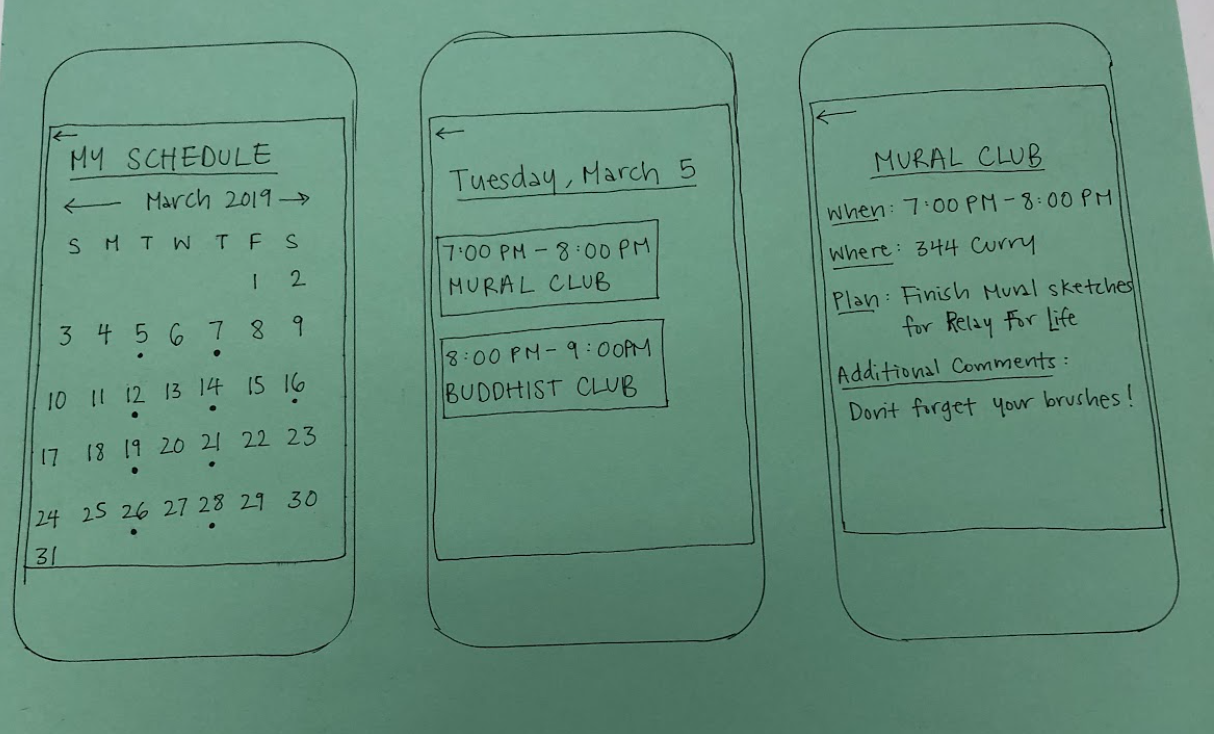 MY SCHEDULE
March 2019
S M T W T F S
1 2
3 4 5 6 7 8 9
10 11 12 13 14 15 16
17 18 19 20 21 22 23
24 25 26 27 28 29 30
31
Tuesday, March 5
7:00 PM - 8:00 PM
MURAL CLUB
8:00 PM - 9:00PM
BUDDHIST CLUB
MURAL CLUB
When: 7:00 PM - 8:00 PM
Where: 344 Curry
Plan: Finish Mural sketches
for Relay For Life
Additional Comments:
Don't forget your brushes!